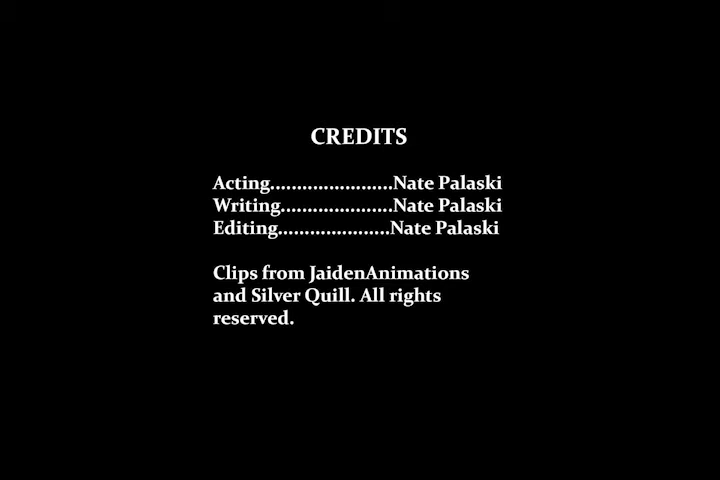 CREDITS
Acting.......................Nate Palaski
Writing.....................Nate Palaski
Editing.....................Nate Palaski
Clips from JaidenAnimations
and Silver Quill. All rights
reserved.